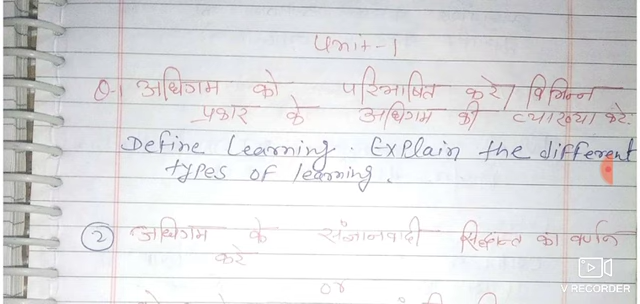 Unit-1
Q.1 अधिगम को परिभाषित करे/ विभिन्न
प्रकार के अधिगम की व्याख्या करे.
Define Learning. Explain the different
types of learning.
② अधिगम के संज्ञानवादी सिद्धान्त का वर्णन
करे
or
V RECORDER